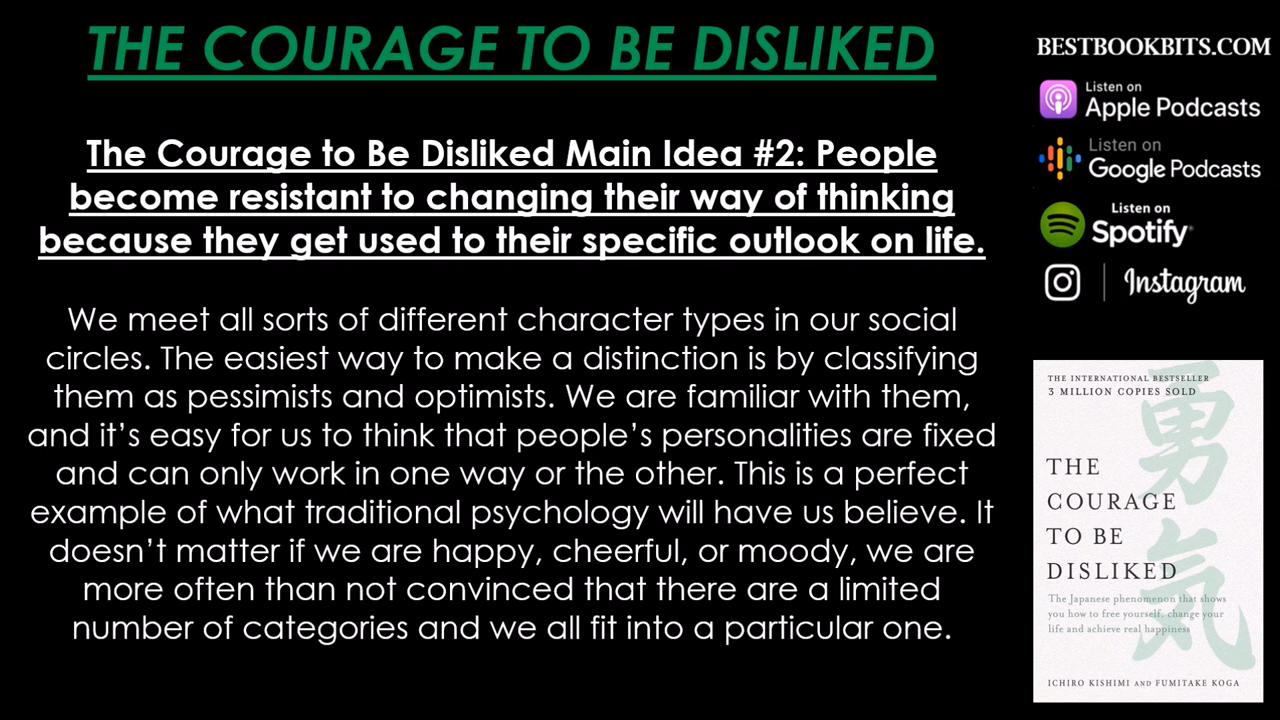 THE COURAGE TO BE DISLIKED
The Courage to Be Disliked Main Idea #2: People
become resistant to changing their way of thinking
because they get used to their specific outlook on life.
We meet all sorts of different character types in our social
circles. The easiest way to make a distinction is by classifying
them as pessimists and optimists. We are familiar with them,
and it’s easy for us to think that people’s personalities are fixed
and can only work in one way or the other. This is a perfect
example of what traditional psychology will have us believe. It
doesn’t matter if we are happy, cheerful, or moody, we are
more often than not convinced that there are a limited
number of categories and we all fit into a particular one.
BESTBOOKBITS.COM
Listen on
Apple Podcasts
Listen on
Google Podcasts
Listen on
Spotify
Instagram
THE INTERNATIONAL BESTSELLER
3 MILLION COPIES SOLD
勇気
THE
COURAGE
TO BE
DISLIKED
The Japanese phenomenon that shows
you how to free yourself, change your
life and achieve real happiness
ICHIRO KISHIMI AND FUMITAKE KOGA